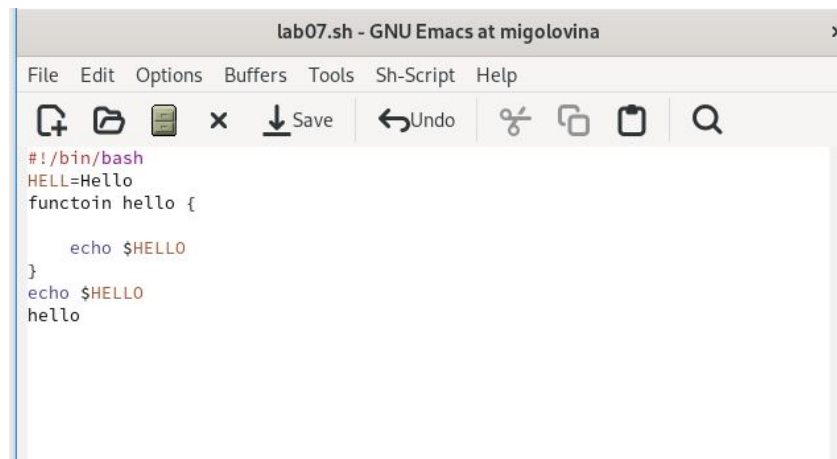 lab07.sh - GNU Emacs at migolovina
File Edit Options Buffers Tools Sh-Script Help
Save Undo
#!/bin/bash
HELL=Hello
functoin hello {
echo $HELLO
}
echo $HELLO
hello